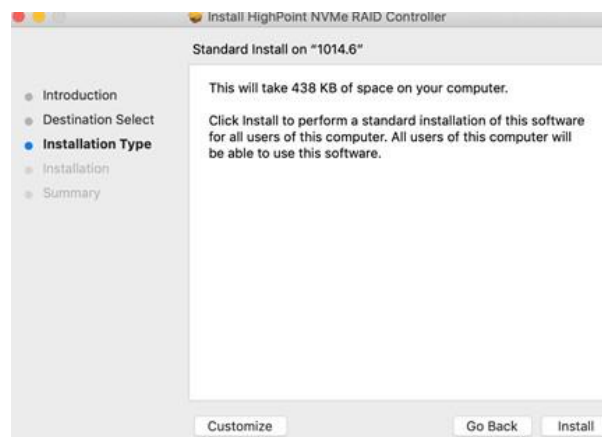 Install HighPoint NVMe RAID Controller
Standard Install on "1014.6"
Introduction
Destination Select
Installation Type
Installation
Summary
This will take 438 KB of space on your computer.
Click Install to perform a standard installation of this software
for all users of this computer. All users of this computer will
be able to use this software.
Customize
Go Back
Install